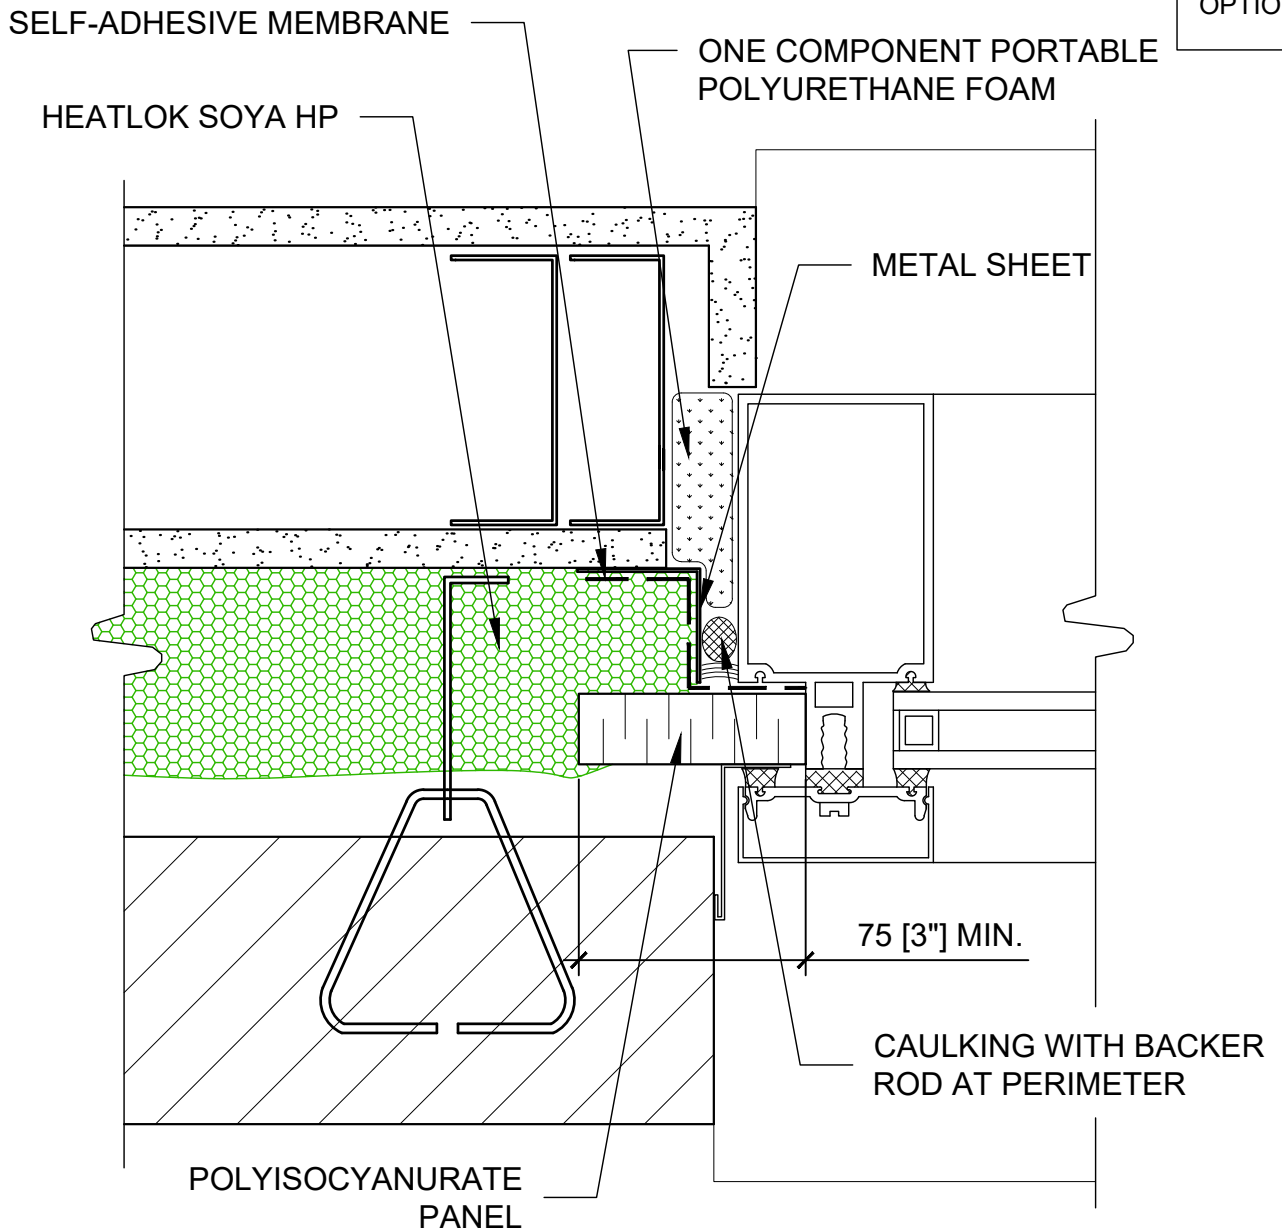 OPTIO
SELF-ADHESIVE MEMBRANE
ONE COMPONENT PORTABLE
POLYURETHANE FOAM
HEATLOK SOYA HP
METAL SHEET
75 [3"] MIN.
CAULKING WITH BACKER
ROD AT PERIMETER
POLYISOCYANURATE
PANEL